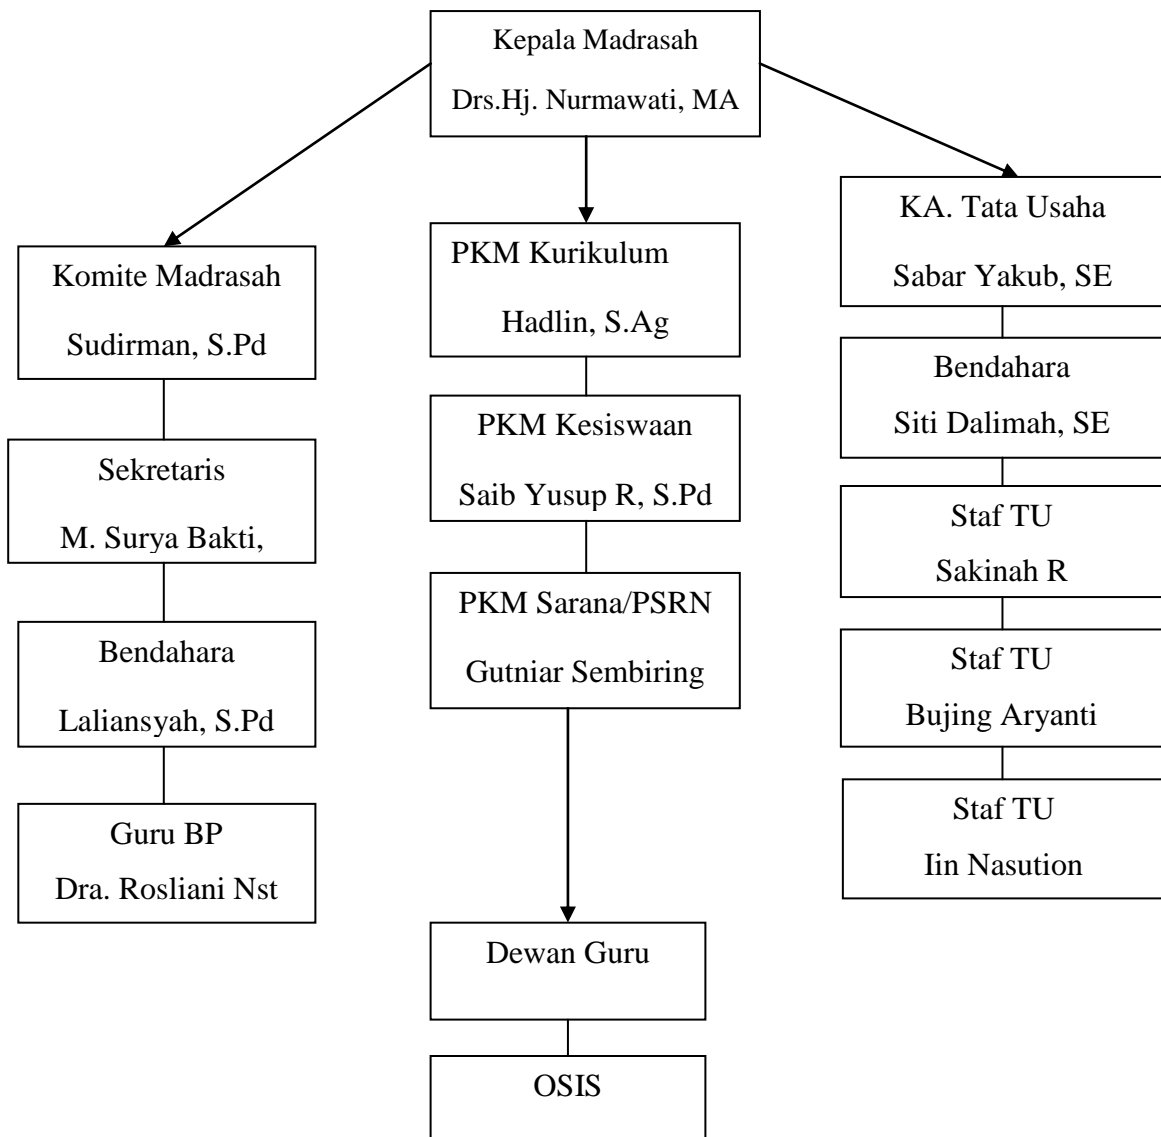 Kepala Madrasah
Drs.Hj. Nurmawati, MA
Komite Madrasah
Sudirman, S.Pd
Sekretaris
M. Surya Bakti,
Bendahara
Laliansyah, S.Pd
Guru BP
Dra. Rosliani Nst
PKM Kurikulum
Hadlin, S.Ag
PKM Kesiswaan
Saib Yusup R, S.Pd
PKM Sarana/PSRN
Gutniar Sembiring
Dewan Guru
OSIS
KA. Tata Usaha
Sabar Yakub, SE
Bendahara
Siti Dalimah, SE
Staf TU
Sakinah R
Staf TU
Bujing Aryanti
Staf TU
Iin Nasution